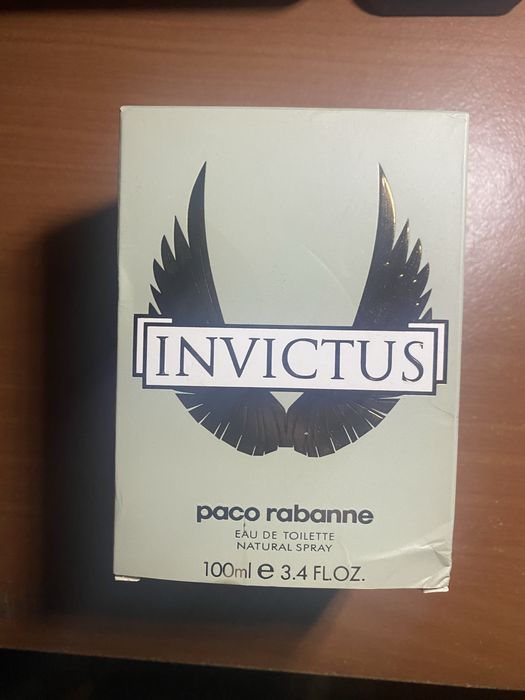 INVICTUS
paco rabanne
EAU DE TOILETTE
NATURAL SPRAY
100ml e 3.4 FL.OZ.